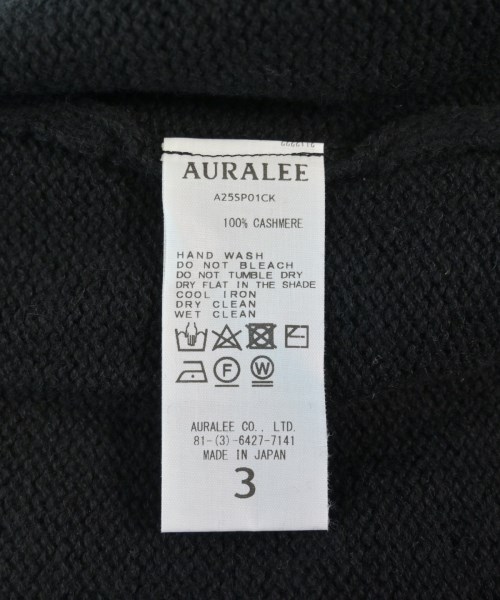 9111999
AURALEE
A25SP01CK
100% CASHMERE
HAND WASH
DO NOT BLEACH
DO NOT TUMBLE DRY
DRY FLAT IN THE SHADE
COOL IRON
DRY CLEAN
WET CLEAN
F
W
AURALEE CO., LTD.
81-(3)-6427-7141
MADE IN JAPAN
3